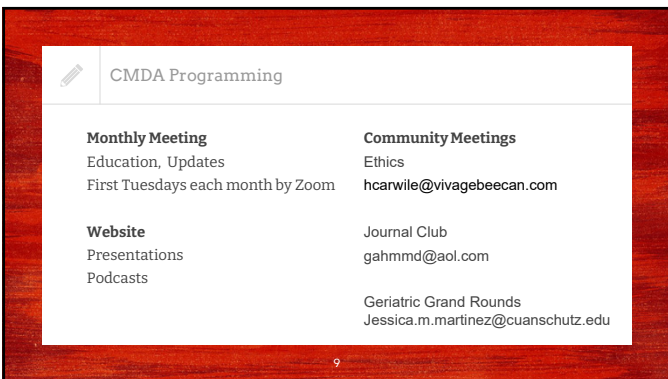 CMDA Programming
Monthly Meeting
Education, Updates
First Tuesdays each month by Zoom
Website
Presentations
Podcasts
Community Meetings
Ethics
hcarwile@vivagebeecan.com
Journal Club
gahmmd@aol.com
Geriatric Grand Rounds
Jessica.m.martinez@cuanschutz.edu
9